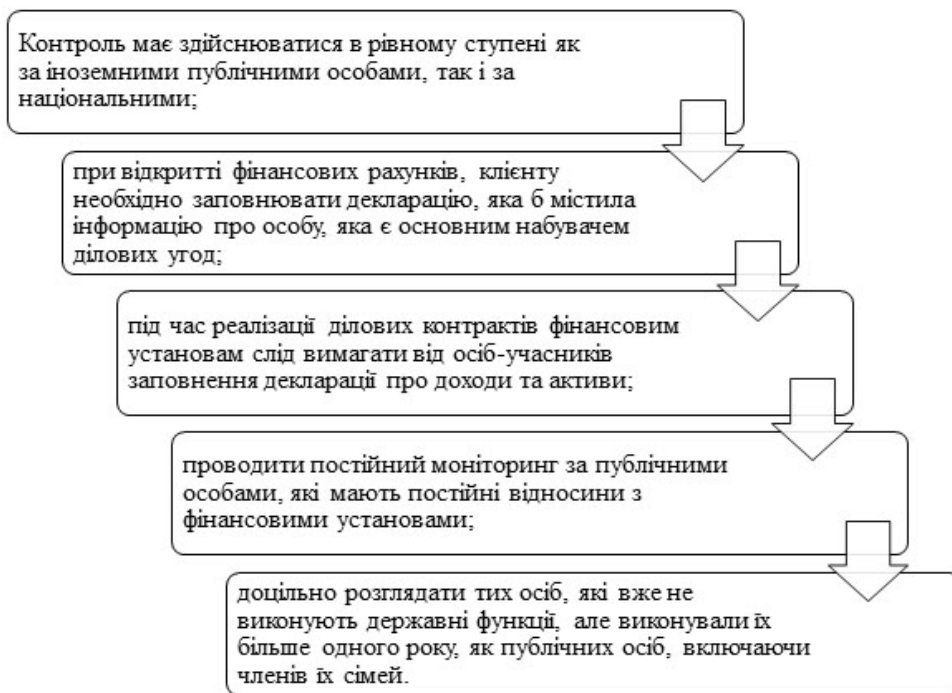 Контроль має здійснюватися в рівному ступені як
за іноземними публічними особами, так і за
національними;
при відкритті фінансових рахунків, клієнту
необхідно заповнювати декларацію, яка б містила
інформацію про особу, яка є основним набувачем
ділових угод;
під час реалізації ділових контрактів фінансовим
установам слід вимагати від осіб-учасників
заповнення декларації про доходи та активи;
проводити постійний моніторинг за публічними
особами, які мають постійні відносини з
фінансовими установами;
доцільно розглядати тих осіб, які вже не
виконують державні функції, але виконували їх
більше одного року, як публічних осіб, включаючи
членів їх сімей.